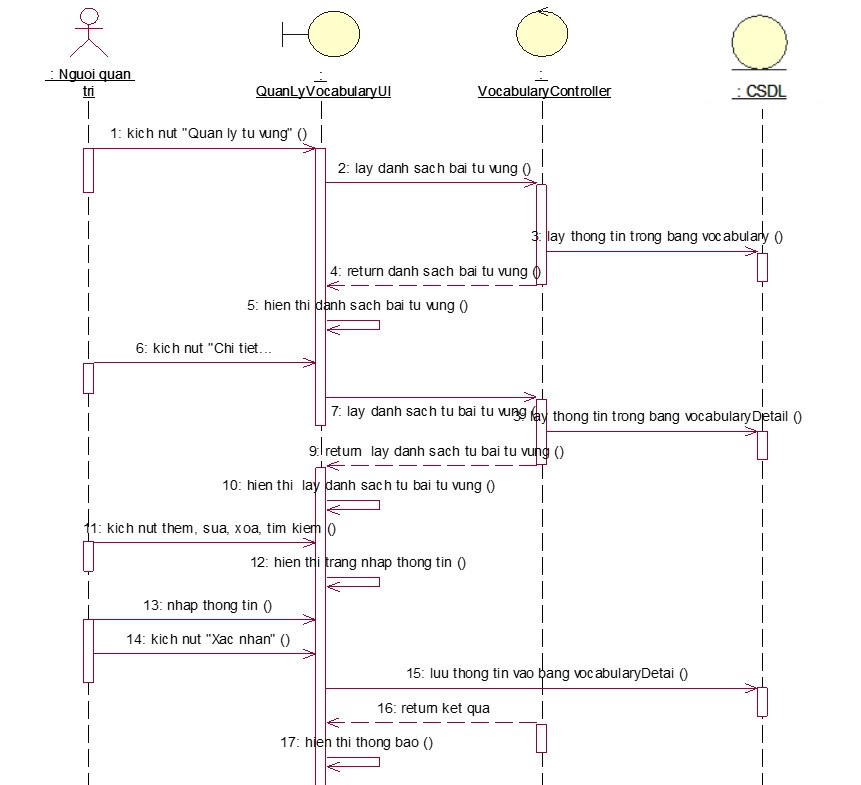 : Nguoi quan
tri
:
QuanLyVocabularyUI
:
VocabularyController
: CSDL
1: kich nut "Quan ly tu vung" ()
2: lay danh sach bai tu vung ()
3: lay thong tin trong bang vocabulary ()
4: return danh sach bai tu vung ()
5: hien thi danh sach bai tu vung ()
6: kich nut "Chi tiet...
7: lay danh sach tu bai tu vung
lay thong tin trong bang vocabularyDetail ()
9: return lay danh sach tu bai tu vung ()
10: hien thi lay danh sach tu bai tu vung ()
11: kich nut them, sua, xoa, tim kiem ()
12: hien thi trang nhap thong tin ()
13: nhap thong tin ()
14: kich nut "Xac nhan" ()
15: luu thong tin vao bang vocabularyDetai ()
16: return ket qua
17: hien thi thong bao ()